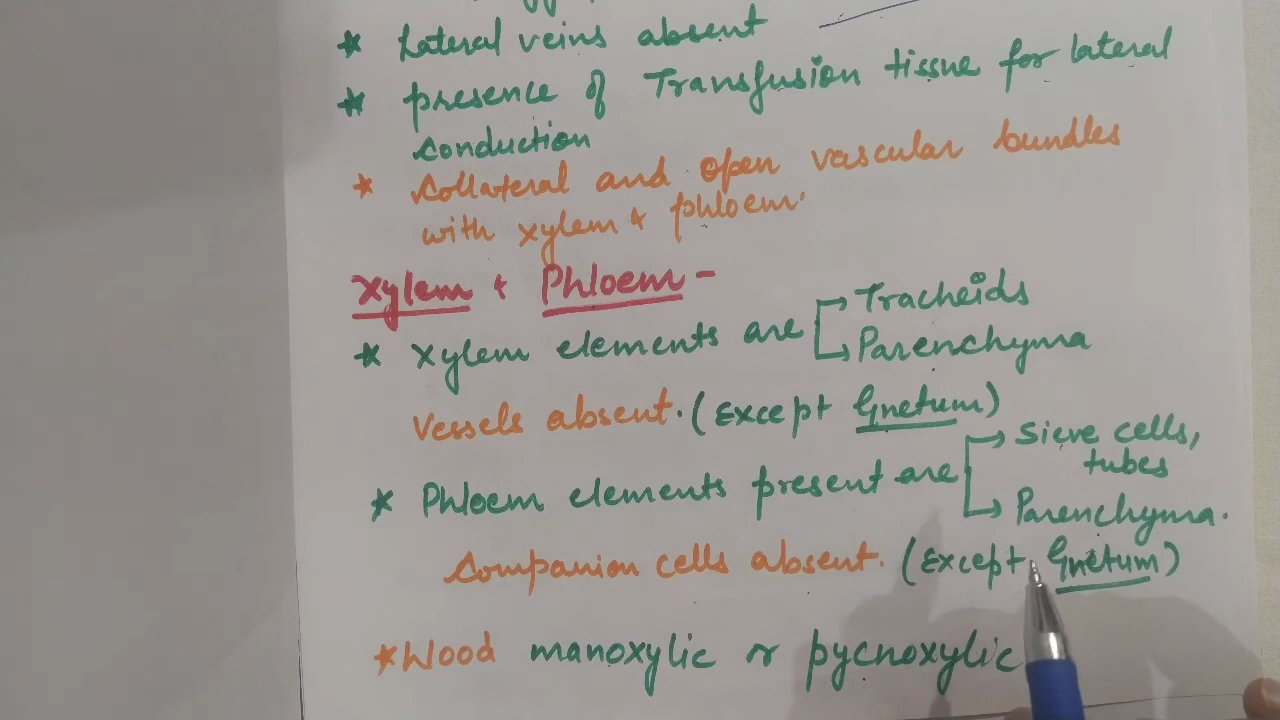 * Lateral veins absent
* presence of Transfusion tissue for lateral
conduction
* Collateral and open vascular bundles
with xylem & phloem.
Xylem & Phloem -
* Xylem elements are → Tracheids
→ Parenchyma
Vessels absent. (Except Gnetum)
* Phloem elements present are → Sieve cells,
tubes
→ Parenchyma.
Companion cells absent. (Except Gnetum)
* Wood manoxylic or pycnoxylic